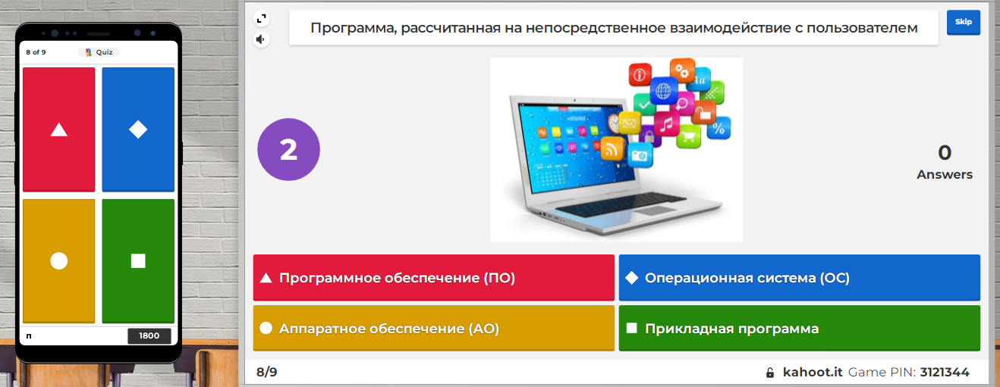 8 of 9
Quiz
п
1800
Программа, рассчитанная на непосредственное взаимодействие с пользователем
Skip
2
Aa
%
0
Answers
Программное обеспечение (ПО)
Операционная система (ОС)
Аппаратное обеспечение (АО)
Прикладная программа
8/9
kahoot.it Game PIN: 3121344